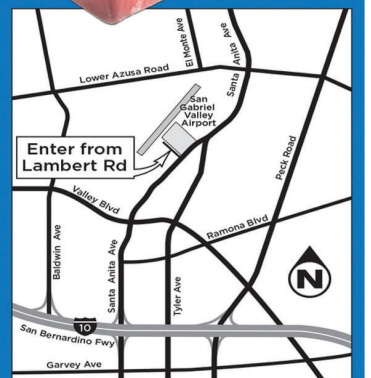 El Monte Ave
Santa Anita Ave
Lower Azusa Road
San
Gabriel
Valley
Airport
Enter from
Lambert Rd
Peck Road
Valley Blvd
Ramona Blvd
Baldwin Ave
Santa Anita Ave
Tyler Ave
N
10
San Bernardino Fwy
Garvey Ave